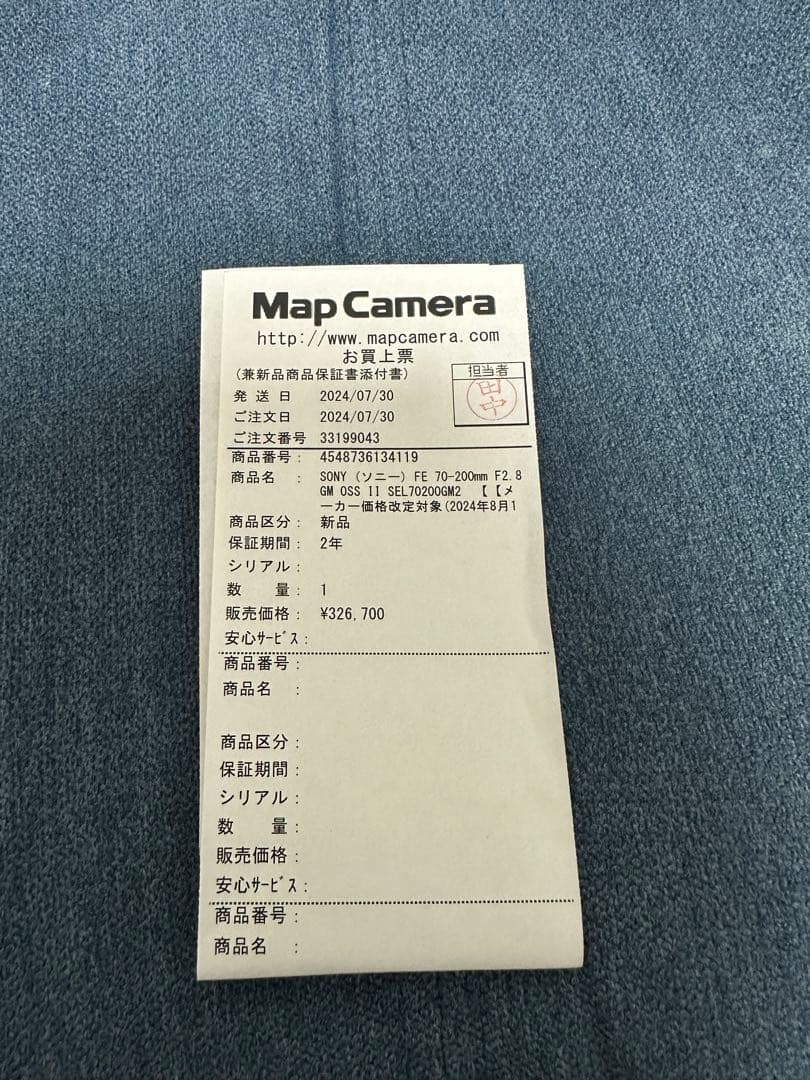 Map Camera
http://www.mapcamera.com
お買上票
(兼新品商品保証書添付書)
担当者
田中
発送日 2024/07/30
ご注文日 2024/07/30
ご注文番号 33199043
商品番号: 4548736134119
商品名 : SONY (ソニー) FE 70-200mm F2.8
GM OSS II SEL70200GM2 【【メ
ーカー価格改定対象(2024年8月1
商品区分: 新品
保証期間: 2年
シリアル:
数 量: 1
販売価格: ¥326,700
安心ｻｰﾋﾞｽ:
商品番号:
商品名 :
商品区分:
保証期間:
シリアル:
数 量:
販売価格:
安心ｻｰﾋﾞｽ:
商品番号:
商品名 :